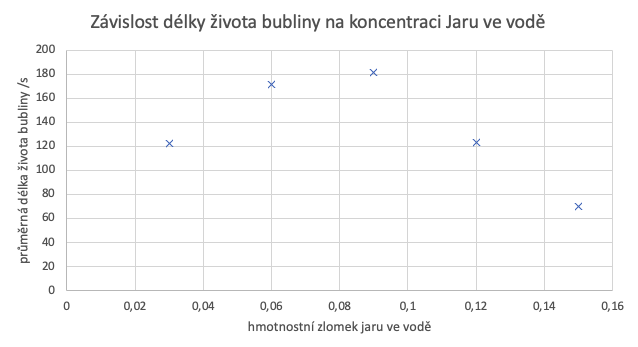 Závislost délky života bubliny na koncentraci Jaru ve vodě
200
180
160
140
120
100
80
60
40
20
0
průměrná délka života bubliny /s
0 0,02 0,04 0,06 0,08 0,1 0,12 0,14 0,16
hmotnostní zlomek jaru ve vodě